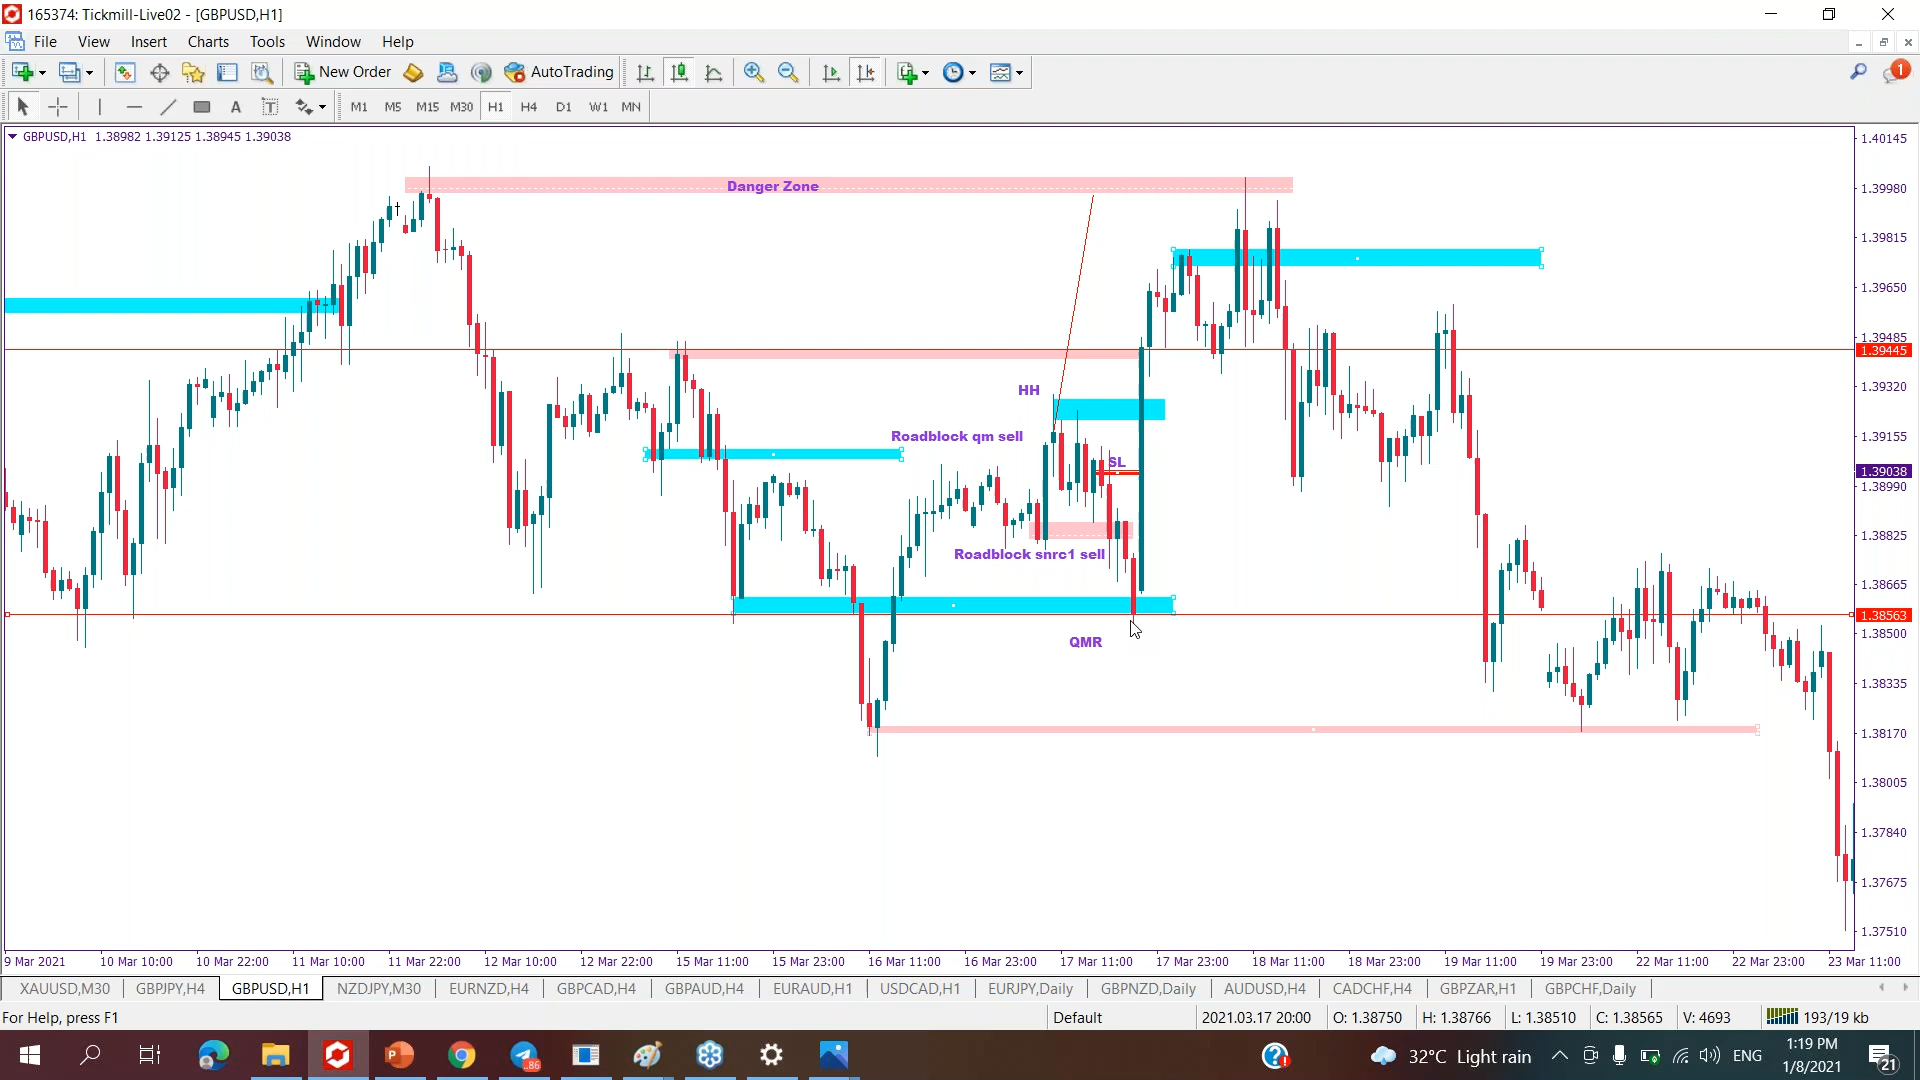 165374: Tickmill-Live02 - [GBPUSD,H1]
File View Insert Charts Tools Window Help
New Order AutoTrading 1
A T M1 M5 M15 M30 H1 H4 D1 W1 MN
GBPUSD,H1 1.38982 1.39125 1.38945 1.39038
1.40145
Danger Zone
1.39980
1.39815
1.39650
1.39485
1.39445
HH
1.39320
Roadblock qm sell
1.39155
SL
1.39038
1.38990
1.38825
Roadblock snrc1 sell
1.38665
1.38563
QMR
1.38500
1.38335
1.38170
1.38005
1.37840
1.37675
1.37510
9 Mar 2021 10 Mar 10:00 10 Mar 22:00 11 Mar 10:00 11 Mar 22:00 12 Mar 10:00 12 Mar 22:00 15 Mar 11:00 15 Mar 23:00 16 Mar 11:00 16 Mar 23:00 17 Mar 11:00 17 Mar 23:00 18 Mar 11:00 18 Mar 23:00 19 Mar 11:00 19 Mar 23:00 22 Mar 11:00 22 Mar 23:00 23 Mar 11:00
XAUUSD,M30 GBPJPY,H4 GBPUSD,H1 NZDJPY,M30 EURNZD,H4 GBPCAD,H4 GBPAUD,H4 EURAUD,H1 USDCAD,H1 EURJPY,Daily GBPNZD,Daily AUDUSD,H4 CADCHF,H4 GBPZAR,H1 GBPCHF,Daily
For Help, press F1 Default 2021.03.17 20:00 O: 1.38750 H: 1.38766 L: 1.38510 C: 1.38565 V: 4693 193/19 kb
.86 32°C Light rain ENG 1:19 PM
1/8/2021 21